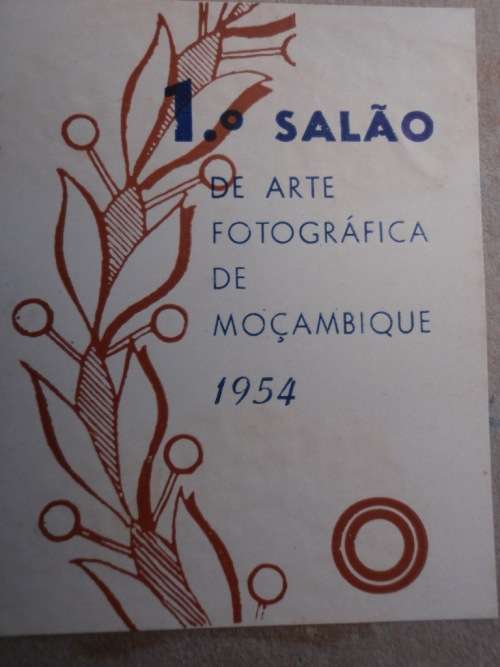 1.º SALÃO
DE ARTE
FOTOGRÁFICA
DE
MOÇAMBIQUE
1954